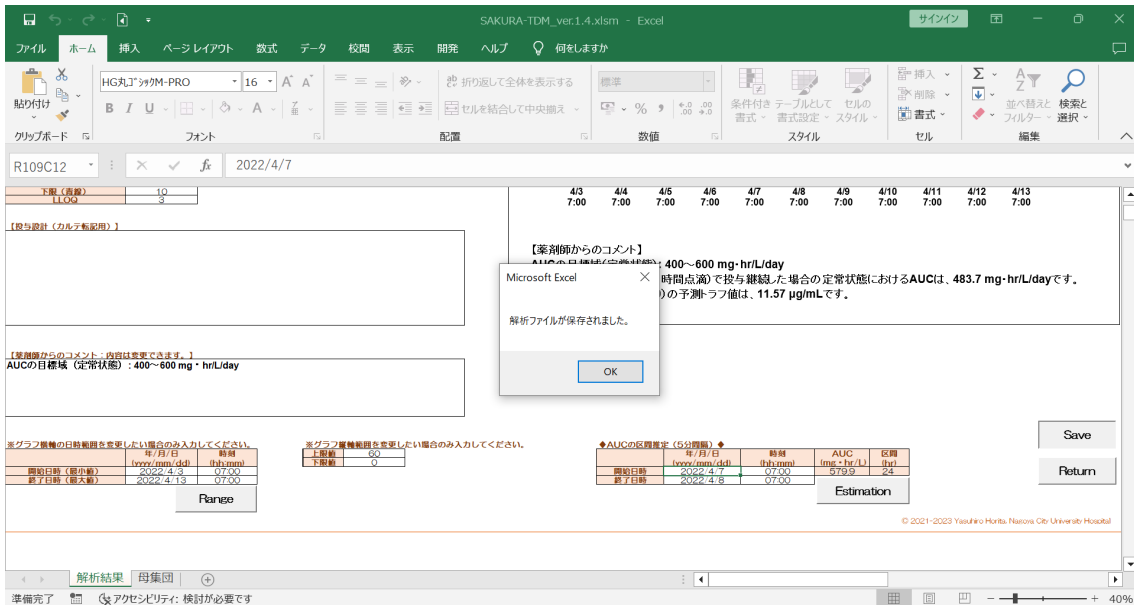 SAKURA-TDM_ver.1.4.xlsm - Excel
サインイン
ファイル ホーム 挿入 ページ レイアウト 数式 データ 校閲 表示 開発 ヘルプ 何をしますか
HG丸ｺﾞｼｯｸM-PRO 16
折り返して全体を表示する
標準
挿入
貼り付け
B I U
セルを結合して中央揃え
条件付き 書式
テーブルとして 書式設定
セルの スタイル
削除
書式
並べ替えと フィルター
検索と 選択
クリップボード フォント 配置 数値 スタイル セル 編集
R109C12 fx 2022/4/7
下限（青線） 10
LLOQ 3
4/3 4/4 4/5 4/6 4/7 4/8 4/9 4/10 4/11 4/12 4/13
7:00 7:00 7:00 7:00 7:00 7:00 7:00 7:00 7:00 7:00 7:00
【投与設計（カルテ転記用）】
【薬剤師からのコメント】
400～600 mg・hr/L/day
時間点滴）で投与継続した場合の定常状態におけるAUCは、483.7 mg・hr/L/dayです。
の予測トラフ値は、11.57 μg/mLです。
Microsoft Excel
解析ファイルが保存されました。
OK
【薬剤師からのコメント：内容は変更できます。】
AUCの目標域（定常状態）: 400～600 mg・hr/L/day
※グラフ横軸の日時範囲を変更したい場合のみ入力してください。
年/月/日 時刻
(yyyy/mm/dd) (hh:mm)
開始日時（最小値） 2022/4/3 07:00
終了日時（最大値） 2022/4/13 07:00
Range
※グラフ縦軸範囲を変更したい場合のみ入力してください。
上限値 60
下限値 0
◆AUCの区間推定（5分間隔）◆
年/月/日 時刻 AUC 区間
(yyyy/mm/dd) (hh:mm) (mg・hr/L) (hr)
開始日時 2022/4/7 07:00 579.9 24
終了日時 2022/4/8 07:00
Estimation
Save
Return
© 2021-2023 Yasuhiro Horita, Nagoya City University Hospital
解析結果 母集団
準備完了 アクセシビリティ: 検討が必要です
40%